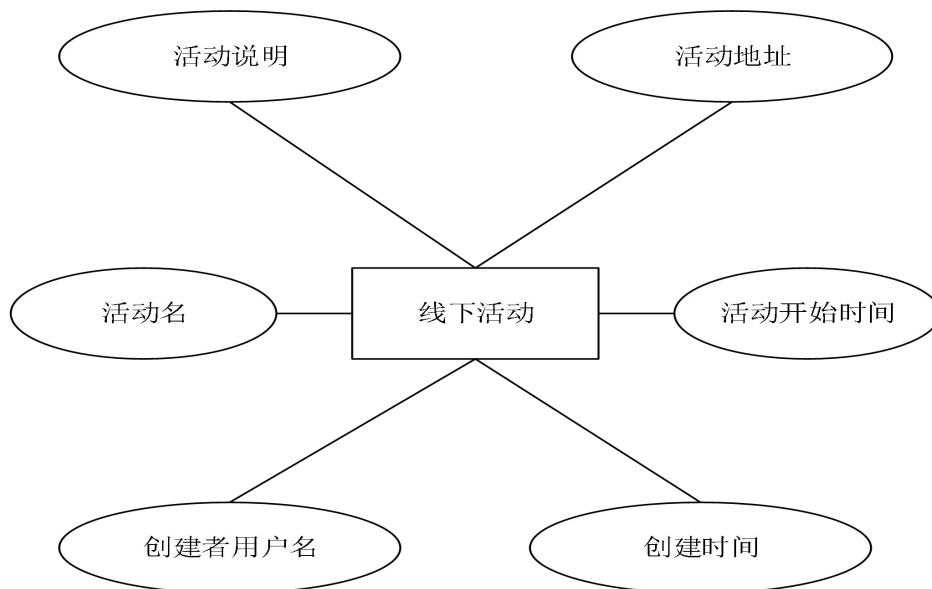 活动说明
活动地址
活动名
线下活动
活动开始时间
创建者用户名
创建时间